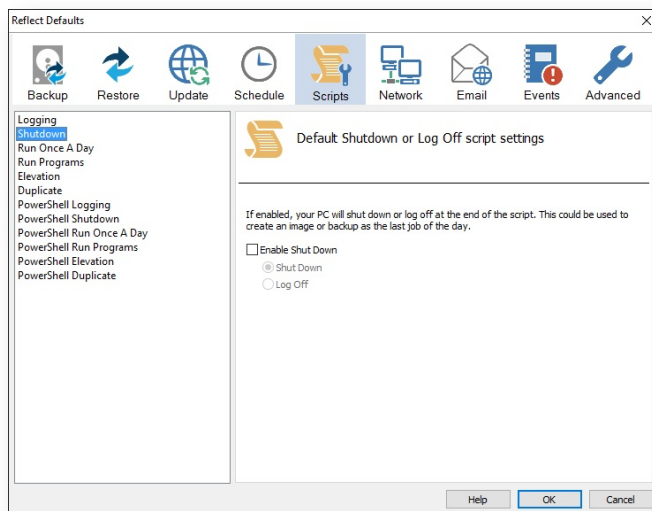 Reflect Defaults
Backup
Restore
Update
Schedule
Scripts
Network
Email
Events
Advanced
Logging
Shutdown
Run Once A Day
Run Programs
Elevation
Duplicate
PowerShell Logging
PowerShell Shutdown
PowerShell Run Once A Day
PowerShell Run Programs
PowerShell Elevation
PowerShell Duplicate
Default Shutdown or Log Off script settings
If enabled, your PC will shut down or log off at the end of the script. This could be used to
create an image or backup as the last job of the day.
Enable Shut Down
Shut Down
Log Off
Help
OK
Cancel